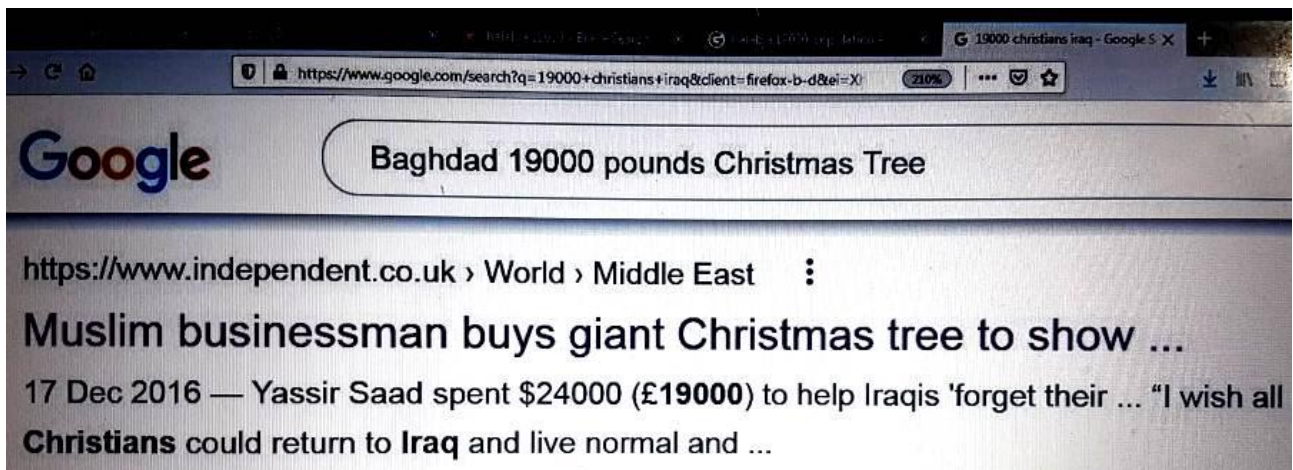 G 19000 christians iraq - Google S ✕ +
https://www.google.com/search?q=19000+christians+iraq&client=firefox-b-d&ei=X 210%
Google
Baghdad 19000 pounds Christmas Tree
https://www.independent.co.uk › World › Middle East
Muslim businessman buys giant Christmas tree to show ...
17 Dec 2016 — Yassir Saad spent $24000 (£19000) to help Iraqis 'forget their ... “I wish all
Christians could return to Iraq and live normal and ...